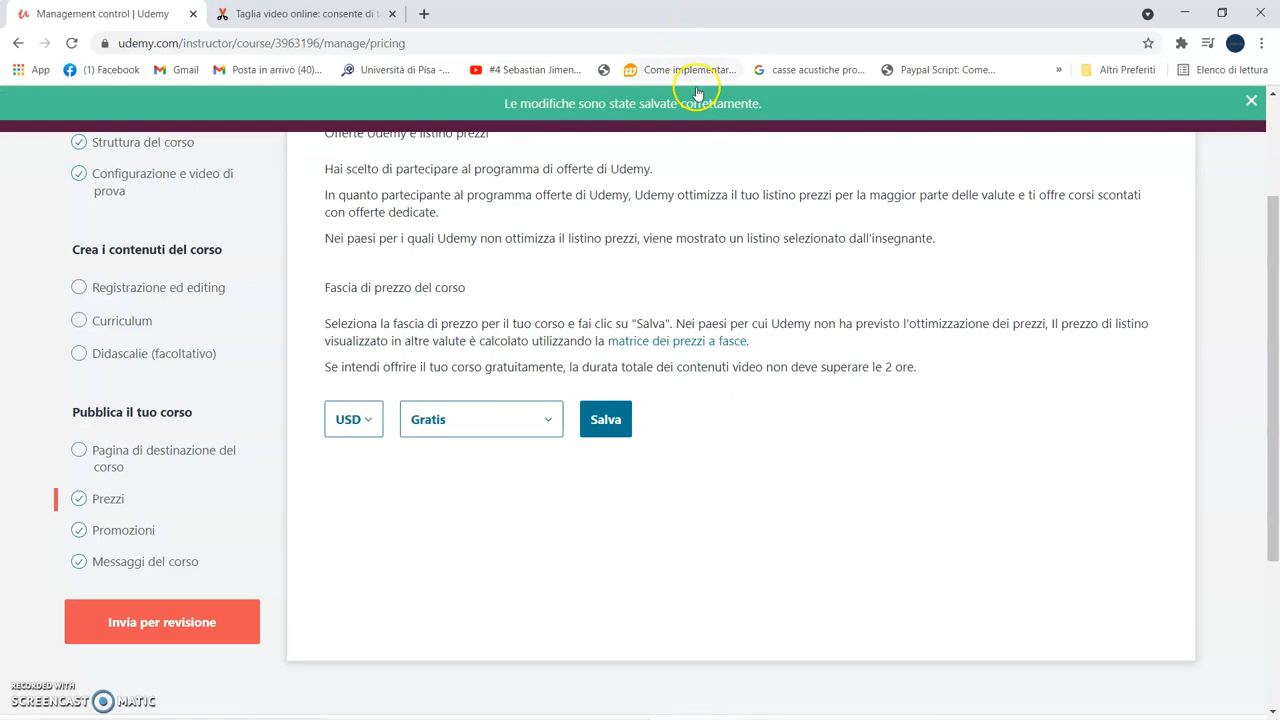 Management control | Udemy
Taglia video online: consente di t
udemy.com/instructor/course/3963196/manage/pricing
App
(1) Facebook
Gmail
Posta in arrivo (40)...
Università di Pisa -...
#4 Sebastian Jimen...
Come implementar...
casse acustiche pro...
Paypal Script: Come...
»
Altri Preferiti
Elenco di lettura
Le modifiche sono state salvate correttamente.
Struttura del corso
Configurazione e video di
prova
Crea i contenuti del corso
Registrazione ed editing
Curriculum
Didascalie (facoltativo)
Pubblica il tuo corso
Pagina di destinazione del
corso
Prezzi
Promozioni
Messaggi del corso
Invia per revisione
Offerte Udemy e listino prezzi
Hai scelto di partecipare al programma di offerte di Udemy.
In quanto partecipante al programma offerte di Udemy, Udemy ottimizza il tuo listino prezzi per la maggior parte delle valute e ti offre corsi scontati
con offerte dedicate.
Nei paesi per i quali Udemy non ottimizza il listino prezzi, viene mostrato un listino selezionato dall'insegnante.
Fascia di prezzo del corso
Seleziona la fascia di prezzo per il tuo corso e fai clic su "Salva". Nei paesi per cui Udemy non ha previsto l'ottimizzazione dei prezzi, Il prezzo di listino
visualizzato in altre valute è calcolato utilizzando la matrice dei prezzi a fasce.
Se intendi offrire il tuo corso gratuitamente, la durata totale dei contenuti video non deve superare le 2 ore.
USD
Gratis
Salva
RECORDED WITH
SCREENCAST MATIC